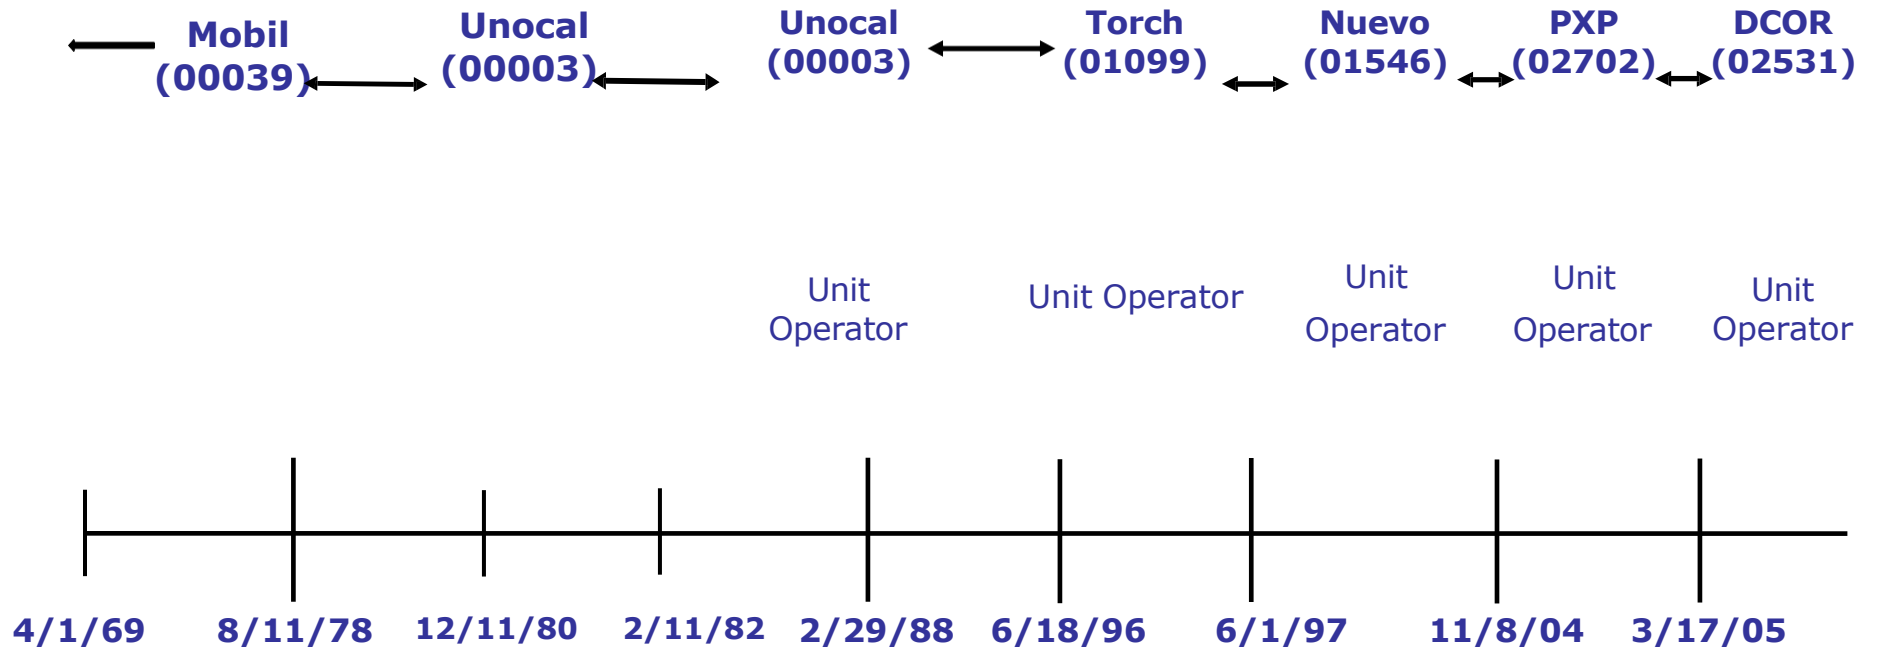 Mobil
(00039)
Unocal
(00003)
Unocal
(00003)
Torch
(01099)
Nuevo
(01546)
PXP
(02702)
DCOR
(02531)
Unit
Operator
Unit Operator
Unit
Operator
Unit
Operator
Unit
Operator
4/1/69
8/11/78
12/11/80
2/11/82
2/29/88
6/18/96
6/1/97
11/8/04
3/17/05